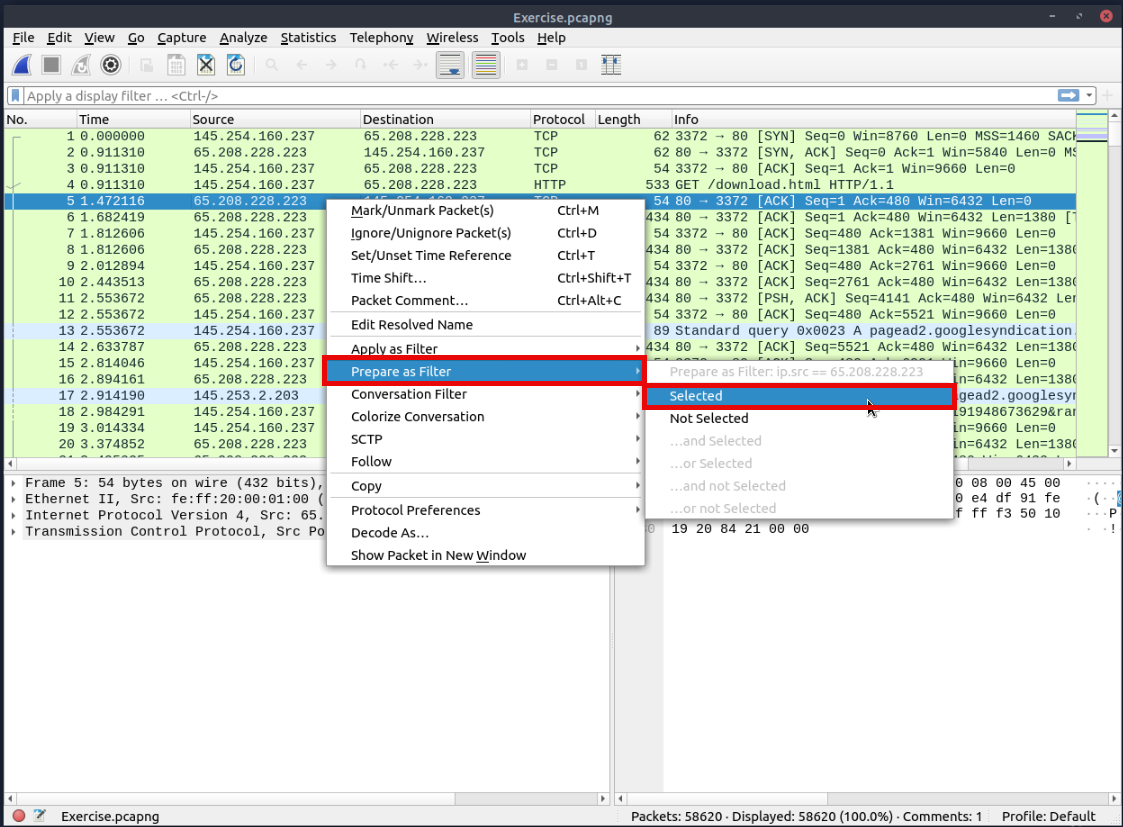 Exercise.pcapng
File Edit View Go Capture Analyze Statistics Telephony Wireless Tools Help
Apply a display filter … <Ctrl-/>
No. Time Source Destination Protocol Length Info
1 0.000000 145.254.160.237 65.208.228.223 TCP 62 3372 → 80 [SYN] Seq=0 Win=8760 Len=0 MSS=1460 SACK
2 0.911310 65.208.228.223 145.254.160.237 TCP 62 80 → 3372 [SYN, ACK] Seq=0 Ack=1 Win=5840 Len=0 MS
3 0.911310 145.254.160.237 65.208.228.223 TCP 54 3372 → 80 [ACK] Seq=1 Ack=1 Win=9660 Len=0
4 0.911310 145.254.160.237 65.208.228.223 HTTP 533 GET /download.html HTTP/1.1
5 1.472116 65.208.228.223 54 80 → 3372 [ACK] Seq=1 Ack=480 Win=6432 Len=0
6 1.682419 65.208.228.223 434 80 → 3372 [ACK] Seq=1 Ack=480 Win=6432 Len=1380 [T
7 1.812606 145.254.160.237 54 3372 → 80 [ACK] Seq=480 Ack=1381 Win=9660 Len=0
8 1.812606 65.208.228.223 434 80 → 3372 [ACK] Seq=1381 Ack=480 Win=6432 Len=1380
9 2.012894 145.254.160.237 54 3372 → 80 [ACK] Seq=480 Ack=2761 Win=9660 Len=0
10 2.443513 65.208.228.223 434 80 → 3372 [ACK] Seq=2761 Ack=480 Win=6432 Len=1380
11 2.553672 65.208.228.223 434 80 → 3372 [PSH, ACK] Seq=4141 Ack=480 Win=6432 Len
12 2.553672 145.254.160.237 54 3372 → 80 [ACK] Seq=480 Ack=5521 Win=9660 Len=0
13 2.553672 145.254.160.237 89 Standard query 0x0023 A pagead2.googlesyndication.
14 2.633787 65.208.228.223 434 80 → 3372 [ACK] Seq=5521 Ack=480 Win=6432 Len=1380
15 2.814046 145.254.160.237 Win=9660 Len=0
16 2.894161 65.208.228.223 n=6432 Len=1380
17 2.914190 145.253.2.203 agead2.googlesyn
18 2.984291 145.254.160.237 191948673629&ran
19 3.014334 145.254.160.237 n=9660 Len=0
20 3.374852 65.208.228.223 n=6432 Len=1380
Mark/Unmark Packet(s) Ctrl+M
Ignore/Unignore Packet(s) Ctrl+D
Set/Unset Time Reference Ctrl+T
Time Shift… Ctrl+Shift+T
Packet Comment… Ctrl+Alt+C
Edit Resolved Name
Apply as Filter
Prepare as Filter
Conversation Filter
Colorize Conversation
SCTP
Follow
Copy
Protocol Preferences
Decode As…
Show Packet in New Window
Prepare as Filter: ip.src == 65.208.228.223
Selected
Not Selected
…and Selected
…or Selected
…and not Selected
…or not Selected
Frame 5: 54 bytes on wire (432 bits),
Ethernet II, Src: fe:ff:20:00:01:00 (
Internet Protocol Version 4, Src: 65.
Transmission Control Protocol, Src Po
0 08 00 45 00
0 e4 df 91 fe ·(
f ff f3 50 10 ···P
19 20 84 21 00 00 · ·!
Exercise.pcapng Packets: 58620 · Displayed: 58620 (100.0%) · Comments: 1 Profile: Default